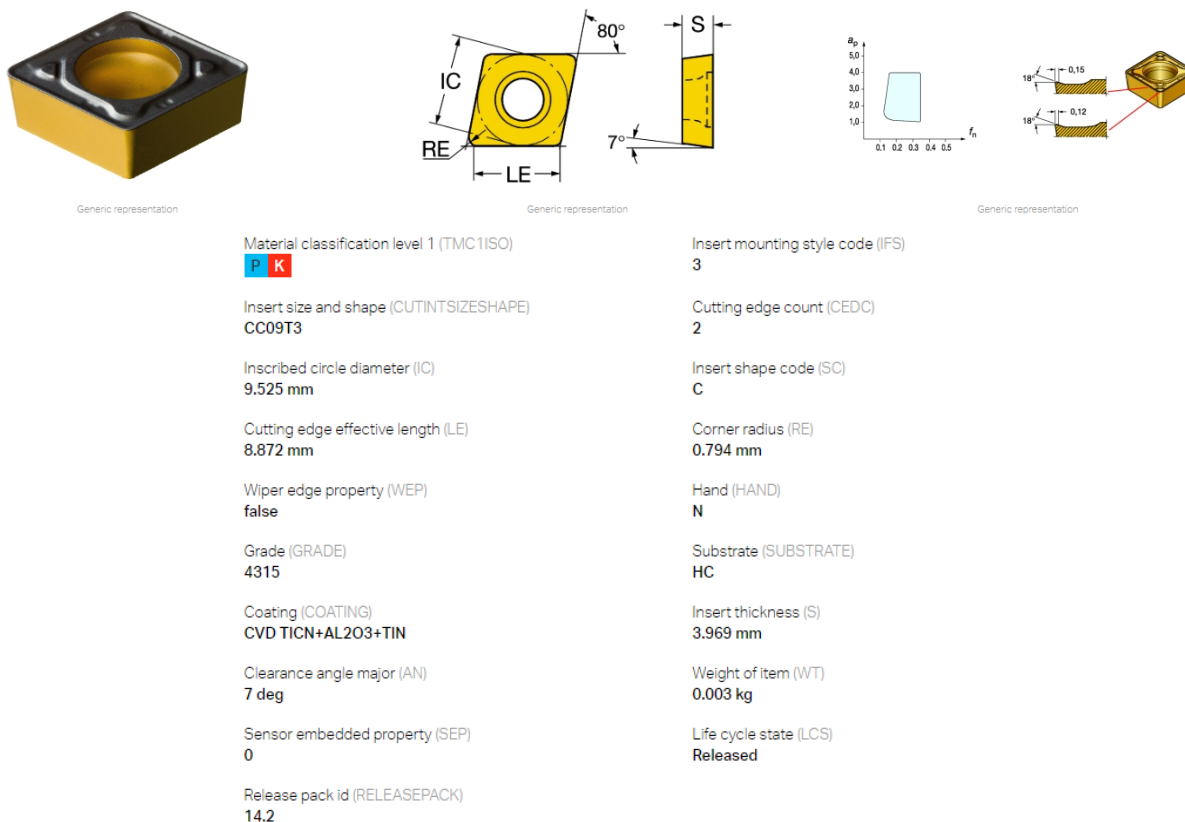 S
80°
IC
RE
LE
7°
aₚ
5,0
4,0
3,0
2,0
1,0
0.1 0.2 0.3 0.4 0.5
fₙ
18°
0,15
18°
0,12
Generic representation
Generic representation
Generic representation
Material classification level 1 (TMC1ISO)
P K
Insert mounting style code (IFS)
3
Insert size and shape (CUTINTSIZESHAPE)
CC09T3
Cutting edge count (CEDC)
2
Inscribed circle diameter (IC)
9.525 mm
Insert shape code (SC)
C
Cutting edge effective length (LE)
8.872 mm
Corner radius (RE)
0.794 mm
Wiper edge property (WEP)
false
Hand (HAND)
N
Grade (GRADE)
4315
Substrate (SUBSTRATE)
HC
Coating (COATING)
CVD TICN+AL2O3+TIN
Insert thickness (S)
3.969 mm
Clearance angle major (AN)
7 deg
Weight of item (WT)
0.003 kg
Sensor embedded property (SEP)
0
Life cycle state (LCS)
Released
Release pack id (RELEASEPACK)
14.2